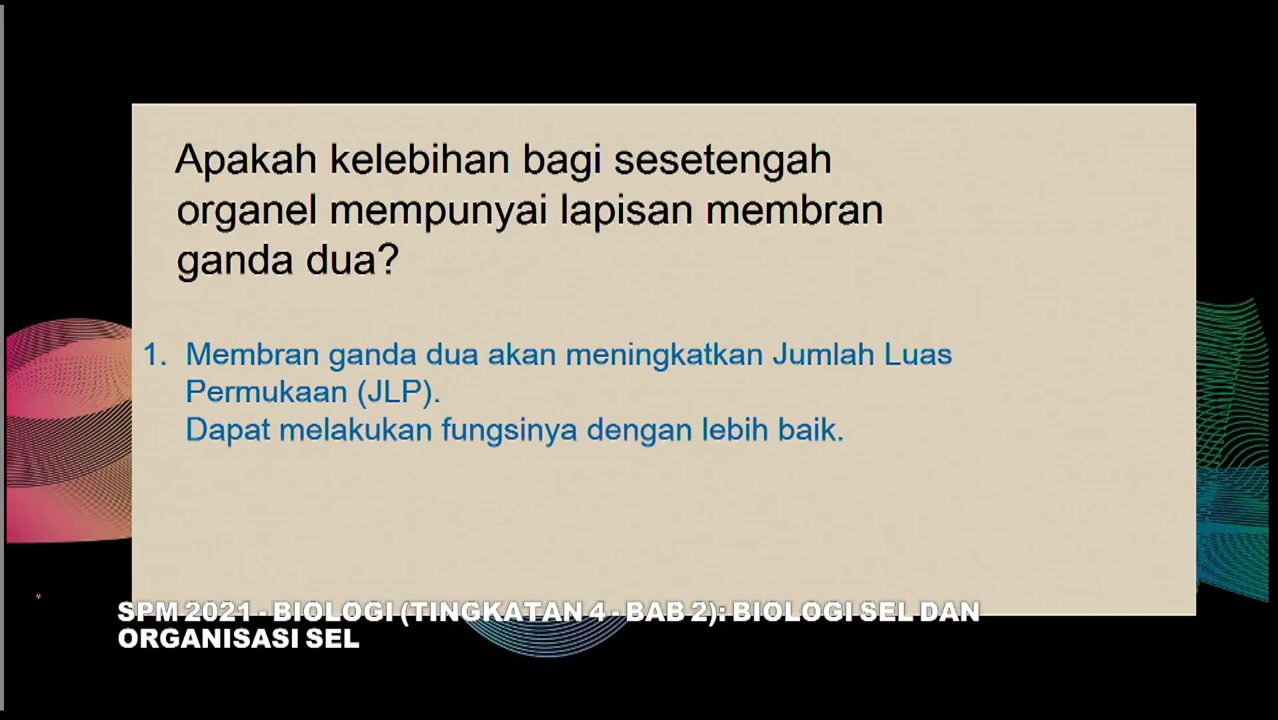 Apakah kelebihan bagi sesetengah
organel mempunyai lapisan membran
ganda dua?
1. Membran ganda dua akan meningkatkan Jumlah Luas
Permukaan (JLP).
Dapat melakukan fungsinya dengan lebih baik.
SPM 2021 - BIOLOGI (TINGKATAN 4 - BAB 2): BIOLOGI SEL DAN
ORGANISASI SEL